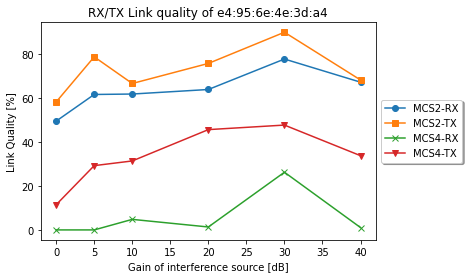 RX/TX Link quality of e4:95:6e:4e:3d:a4
Link Quality [%]
80
60
40
20
0
0 5 10 15 20 25 30 35 40
Gain of interference source [dB]
MCS2-RX
MCS2-TX
MCS4-RX
MCS4-TX